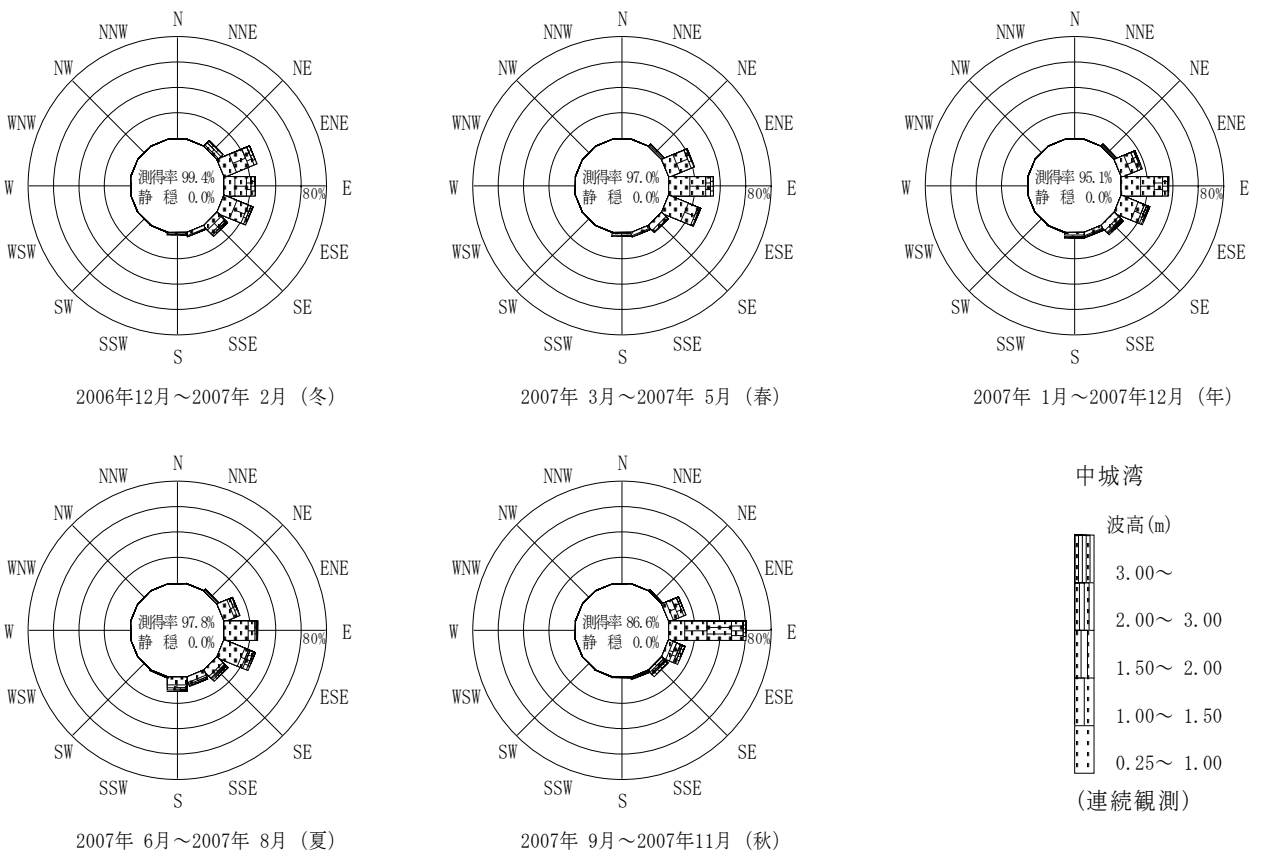 N
NNW
NNE
NW
NE
WNW
ENE
測得率 99.4%
W
静 穏 0.0%
80%
E
WSW
ESE
SW
SE
SSW
SSE
S
2006年12月～2007年 2月 (冬)
N
NNW
NNE
NW
NE
WNW
ENE
測得率 97.0%
W
静 穏 0.0%
80%
E
WSW
ESE
SW
SE
SSW
SSE
S
2007年 3月～2007年 5月 (春)
N
NNW
NNE
NW
NE
WNW
ENE
測得率 95.1%
W
静 穏 0.0%
80%
E
WSW
ESE
SW
SE
SSW
SSE
S
2007年 1月～2007年12月 (年)
N
NNW
NNE
NW
NE
WNW
ENE
測得率 97.8%
W
静 穏 0.0%
80%
E
WSW
ESE
SW
SE
SSW
SSE
S
2007年 6月～2007年 8月 (夏)
N
NNW
NNE
NW
NE
WNW
ENE
測得率 86.6%
W
静 穏 0.0%
80%
E
WSW
ESE
SW
SE
SSW
SSE
S
2007年 9月～2007年11月 (秋)
中城湾
波高(m)
3.00～
2.00～ 3.00
1.50～ 2.00
1.00～ 1.50
0.25～ 1.00
(連続観測)